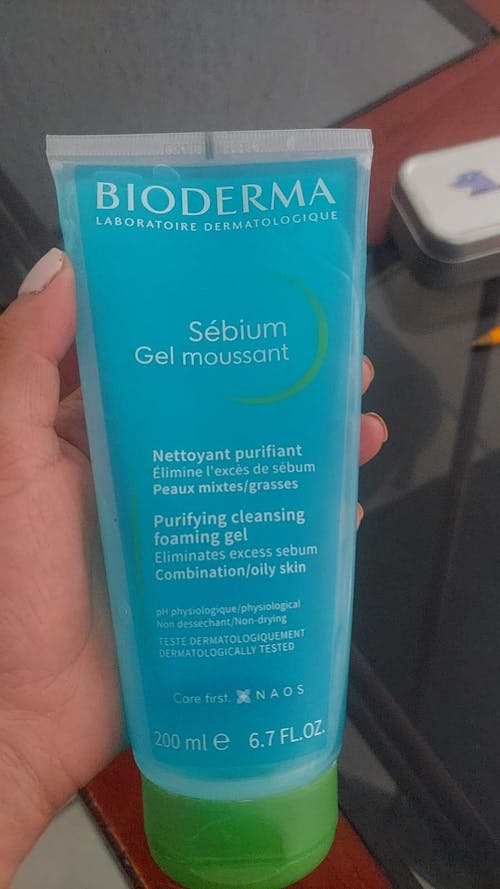 BIODERMA
LABORATOIRE DERMATOLOGIQUE
Sébium
Gel moussant
Nettoyant purifiant
Élimine l'excès de sébum
Peaux mixtes/grasses
Purifying cleansing
foaming gel
Eliminates excess sebum
Combination/oily skin
pH physiologique/physiological
Non desséchant/Non-drying
TESTÉ DERMATOLOGIQUEMENT
DERMATOLOGICALLY TESTED
Care first. NAOS
200 ml e 6.7 FL.OZ.